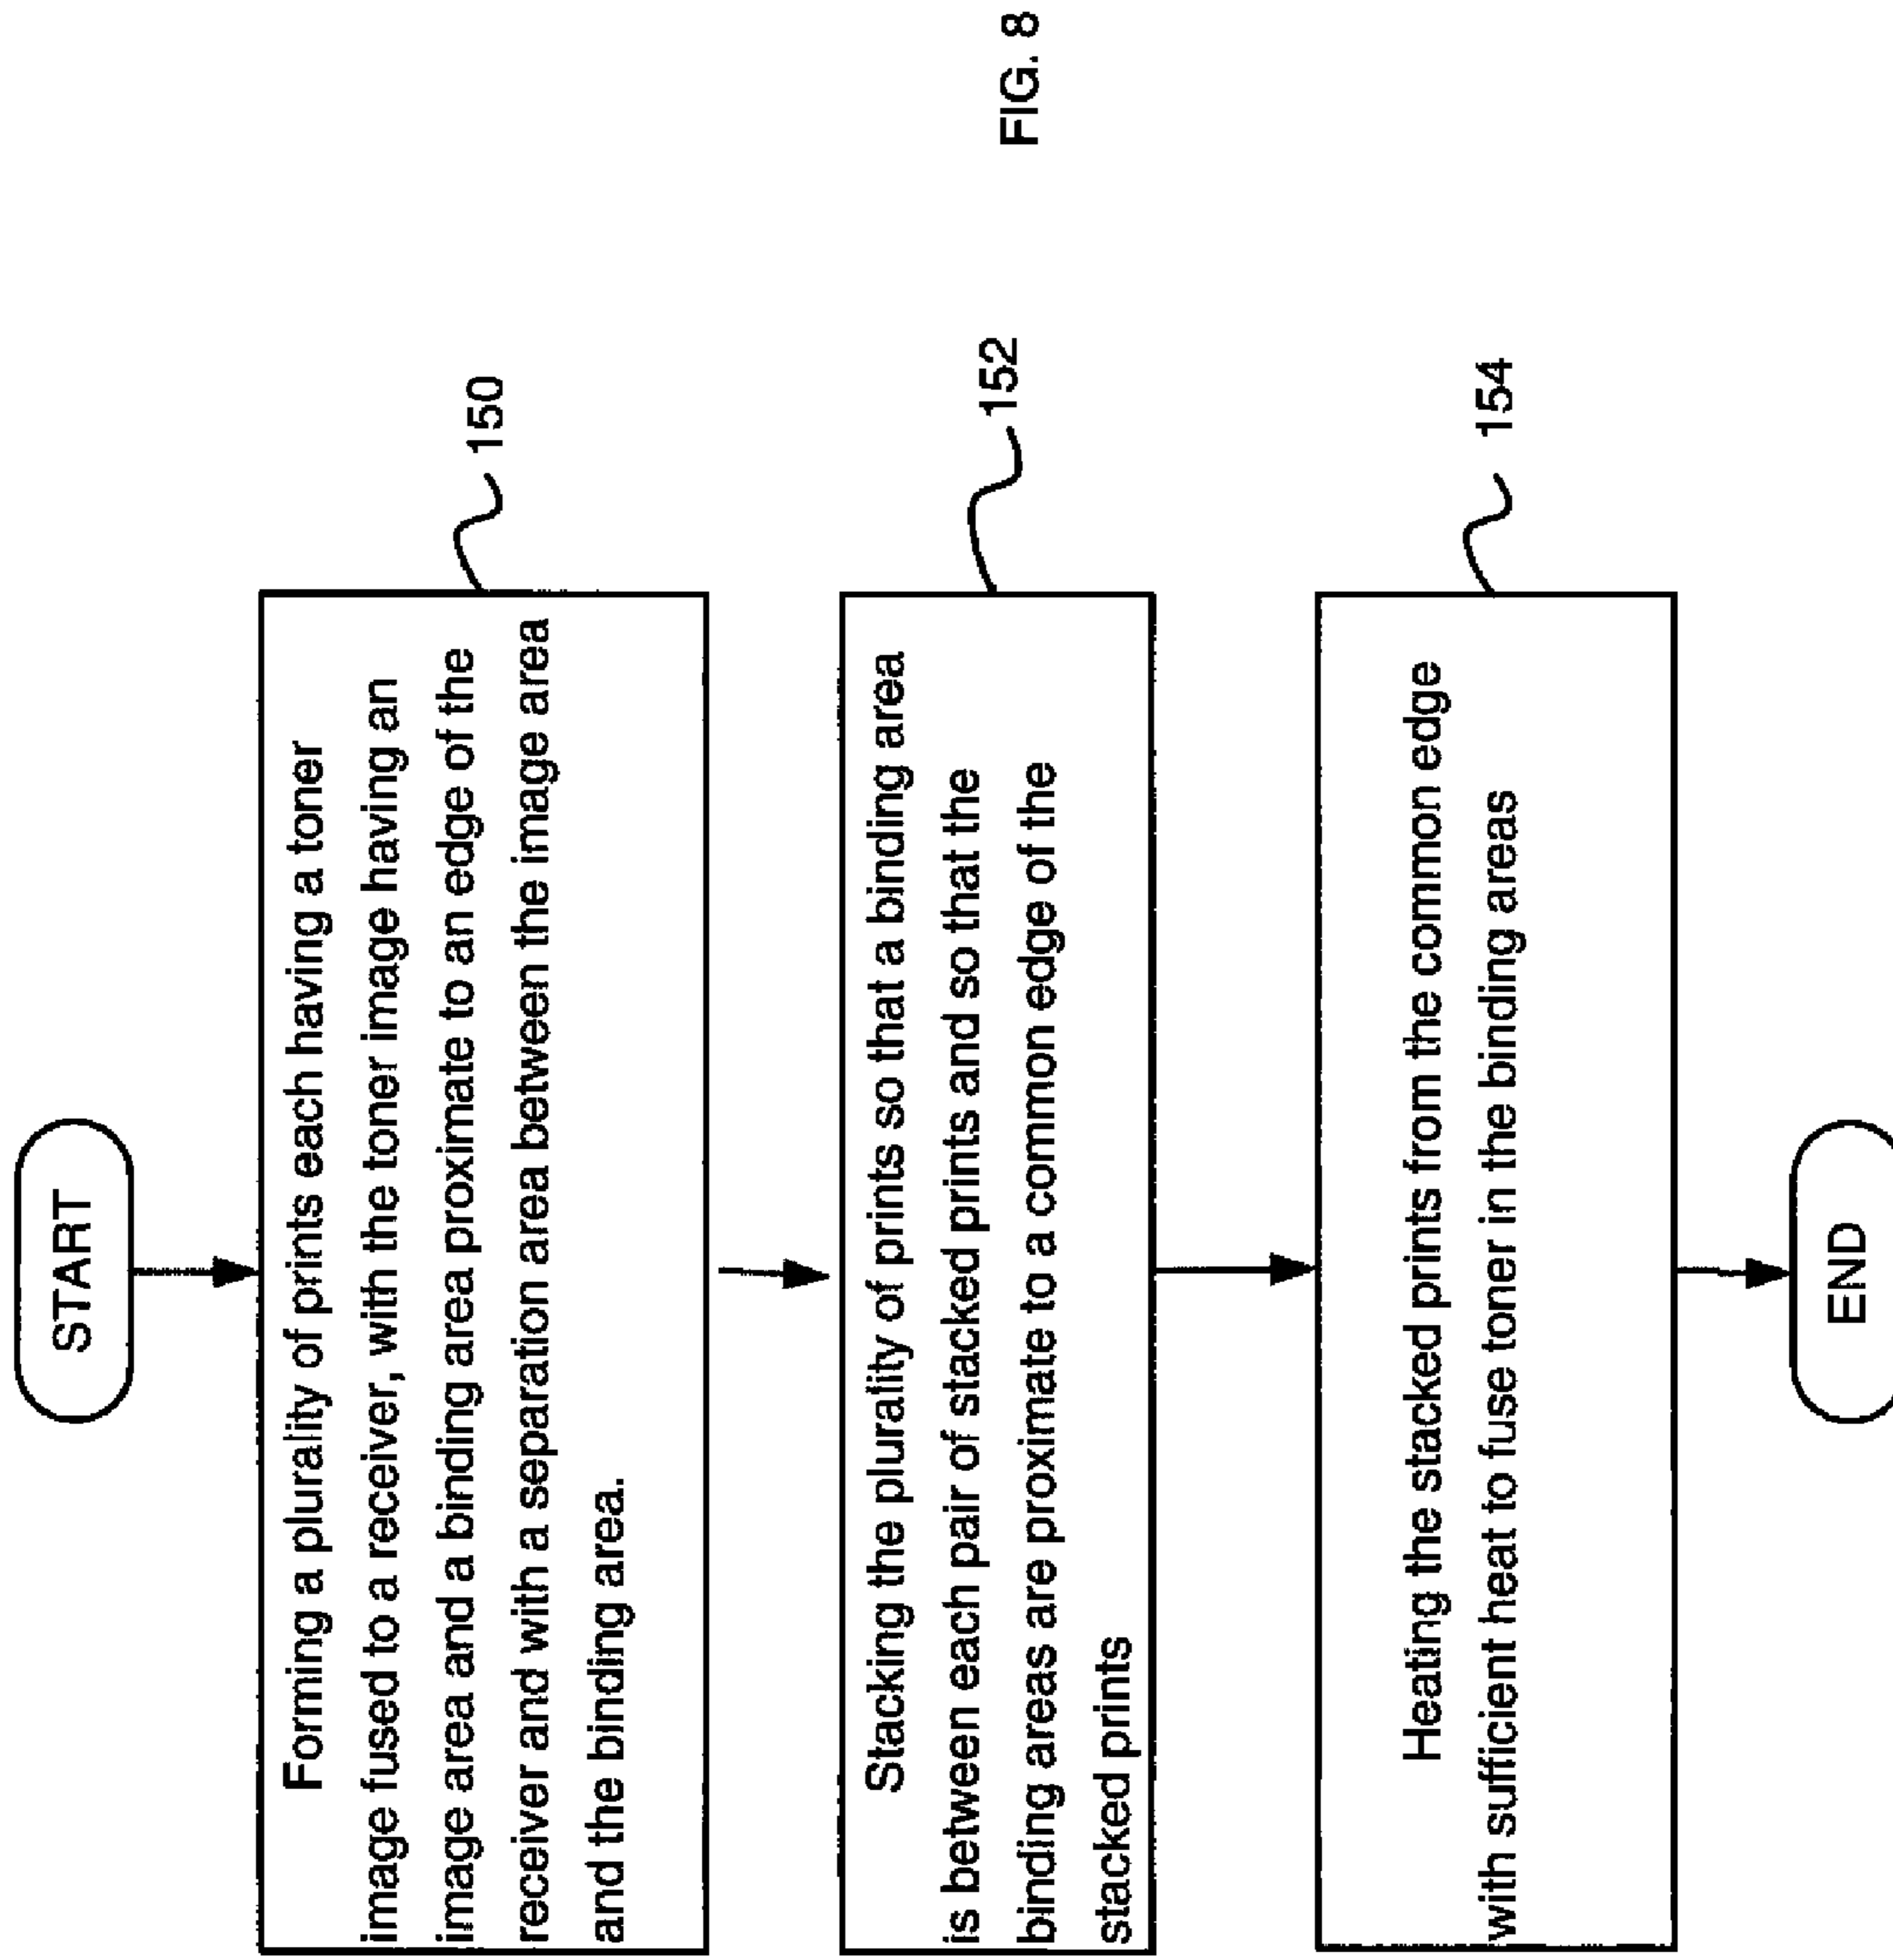 START
Forming a plurality of prints each having a toner
image fused to a receiver, with the toner image having an
image area and a binding area proximate to an edge of the
receiver and with a separation area between the image area
and the binding area.
150
Stacking the plurality of prints so that a binding area
is between each pair of stacked prints and so that the
binding areas are proximate to a common edge of the
stacked prints
152
Heating the stacked prints from the common edge
with sufficient heat to fuse toner in the binding areas
154
END
FIG. 8